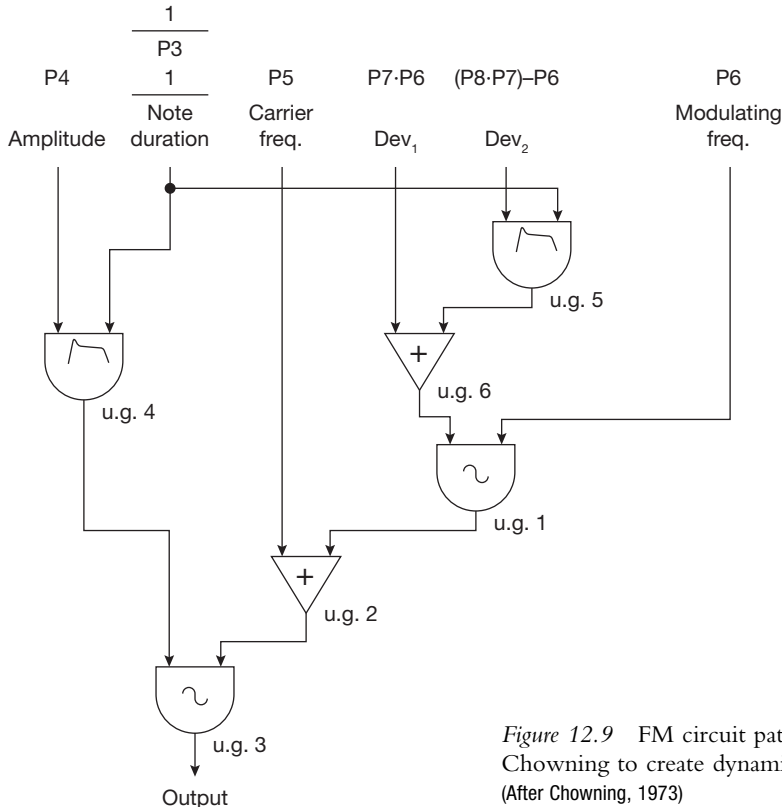 1
P3
P4 1 P5 P7·P6 (P8·P7)–P6 P6
Note Carrier Modulating
Amplitude duration freq. Dev1 Dev2 freq.
u.g. 5
+
u.g. 6
u.g. 4
u.g. 1
+
u.g. 2
u.g. 3
Output
Figure 12.9 FM circuit pat
Chowning to create dynami
(After Chowning, 1973)